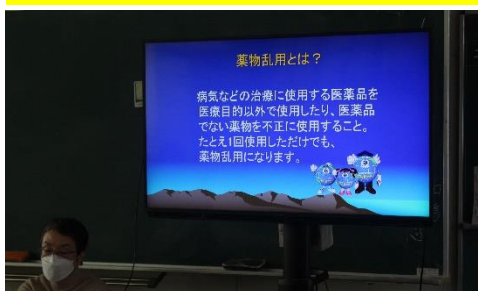 薬物乱用とは？
病気などの治療に使用する医薬品を
医療目的以外で使用したり、医薬品
でない薬物を不正に使用すること。
たとえ1回使用しただけでも、
薬物乱用になります。